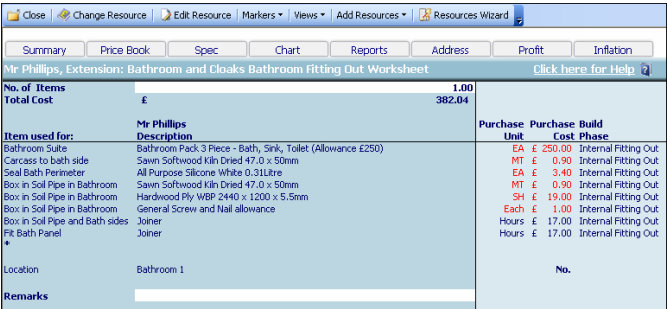 Close Change Resource Edit Resource Markers Views Add Resources Resources Wizard
Summary Price Book Spec Chart Reports Address Profit Inflation
Mr Phillips, Extension: Bathroom and Cloaks Bathroom Fitting Out Worksheet Click here for Help
No. of Items 1.00
Total Cost £ 382.04
Mr Phillips Purchase Purchase Build
Item used for: Description Unit Cost Phase
Bathroom Suite Bathroom Pack 3 Piece - Bath, Sink, Toilet (Allowance £250) EA £ 250.00 Internal Fitting Out
Carcass to bath side Sawn Softwood Kiln Dried 47.0 x 50mm MT £ 0.90 Internal Fitting Out
Seal Bath Perimeter All Purpose Silicone White 0.31Litre EA £ 3.40 Internal Fitting Out
Box in Soil Pipe in Bathroom Sawn Softwood Kiln Dried 47.0 x 50mm MT £ 0.90 Internal Fitting Out
Box in Soil Pipe in Bathroom Hardwood Ply WBP 2440 x 1200 x 5.5mm SH £ 19.00 Internal Fitting Out
Box in Soil Pipe in Bathroom General Screw and Nail allowance Each £ 1.00 Internal Fitting Out
Box in Soil Pipe and Bath sides Joiner Hours £ 17.00 Internal Fitting Out
Fit Bath Panel Joiner Hours £ 17.00 Internal Fitting Out
*
Location Bathroom 1 No.
Remarks